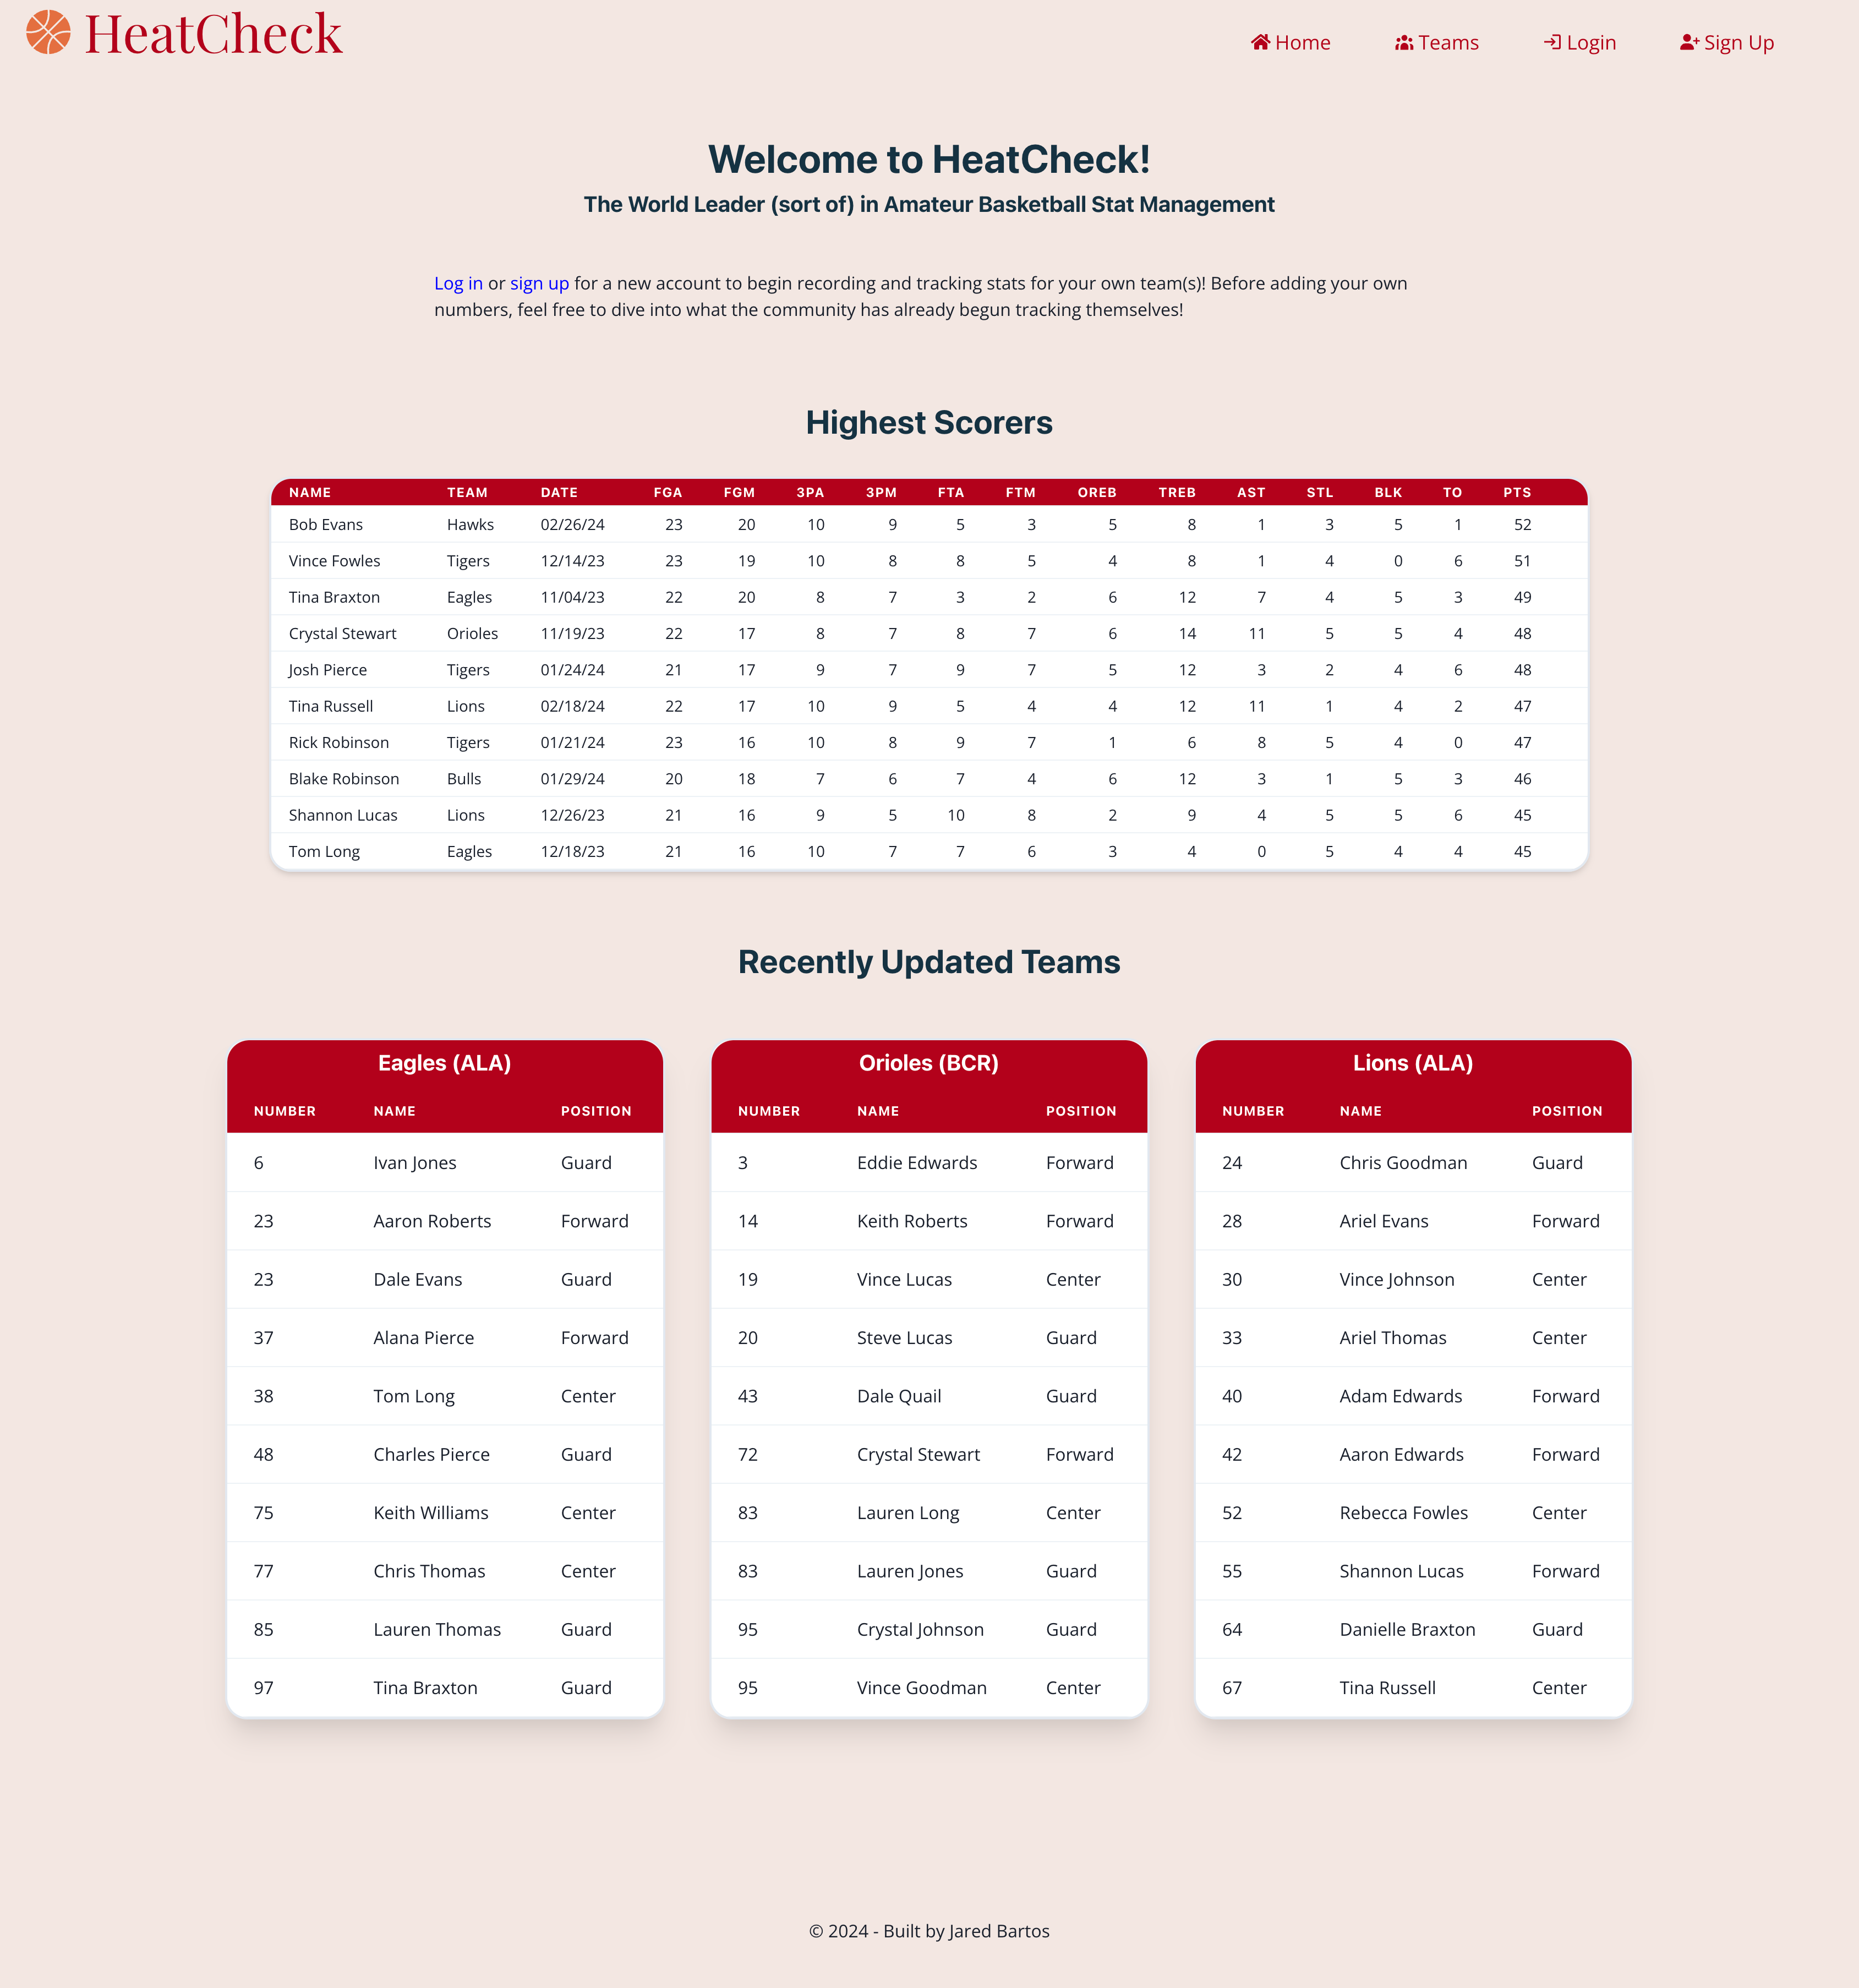 HeatCheck
Home Teams Login Sign Up
Welcome to HeatCheck!
The World Leader (sort of) in Amateur Basketball Stat Management
Log in or sign up for a new account to begin recording and tracking stats for your own team(s)! Before adding your own
numbers, feel free to dive into what the community has already begun tracking themselves!
Highest Scorers
NAME TEAM DATE FGA FGM 3PA 3PM FTA FTM OREB TREB AST STL BLK TO PTS
Bob Evans Hawks 02/26/24 23 20 10 9 5 3 5 8 1 3 5 1 52
Vince Fowles Tigers 12/14/23 23 19 10 8 8 5 4 8 1 4 0 6 51
Tina Braxton Eagles 11/04/23 22 20 8 7 3 2 6 12 7 4 5 3 49
Crystal Stewart Orioles 11/19/23 22 17 8 7 8 7 6 14 11 5 5 4 48
Josh Pierce Tigers 01/24/24 21 17 9 7 9 7 5 12 3 2 4 6 48
Tina Russell Lions 02/18/24 22 17 10 9 5 4 4 12 11 1 4 2 47
Rick Robinson Tigers 01/21/24 23 16 10 8 9 7 1 6 8 5 4 0 47
Blake Robinson Bulls 01/29/24 20 18 7 6 7 4 6 12 3 1 5 3 46
Shannon Lucas Lions 12/26/23 21 16 9 5 10 8 2 9 4 5 5 6 45
Tom Long Eagles 12/18/23 21 16 10 7 7 6 3 4 0 5 4 4 45
Recently Updated Teams
Eagles (ALA)
NUMBER NAME POSITION
6 Ivan Jones Guard
23 Aaron Roberts Forward
23 Dale Evans Guard
37 Alana Pierce Forward
38 Tom Long Center
48 Charles Pierce Guard
75 Keith Williams Center
77 Chris Thomas Center
85 Lauren Thomas Guard
97 Tina Braxton Guard
Orioles (BCR)
NUMBER NAME POSITION
3 Eddie Edwards Forward
14 Keith Roberts Forward
19 Vince Lucas Center
20 Steve Lucas Guard
43 Dale Quail Guard
72 Crystal Stewart Forward
83 Lauren Long Center
83 Lauren Jones Guard
95 Crystal Johnson Guard
95 Vince Goodman Center
Lions (ALA)
NUMBER NAME POSITION
24 Chris Goodman Guard
28 Ariel Evans Forward
30 Vince Johnson Center
33 Ariel Thomas Center
40 Adam Edwards Forward
42 Aaron Edwards Forward
52 Rebecca Fowles Center
55 Shannon Lucas Forward
64 Danielle Braxton Guard
67 Tina Russell Center
© 2024 - Built by Jared Bartos